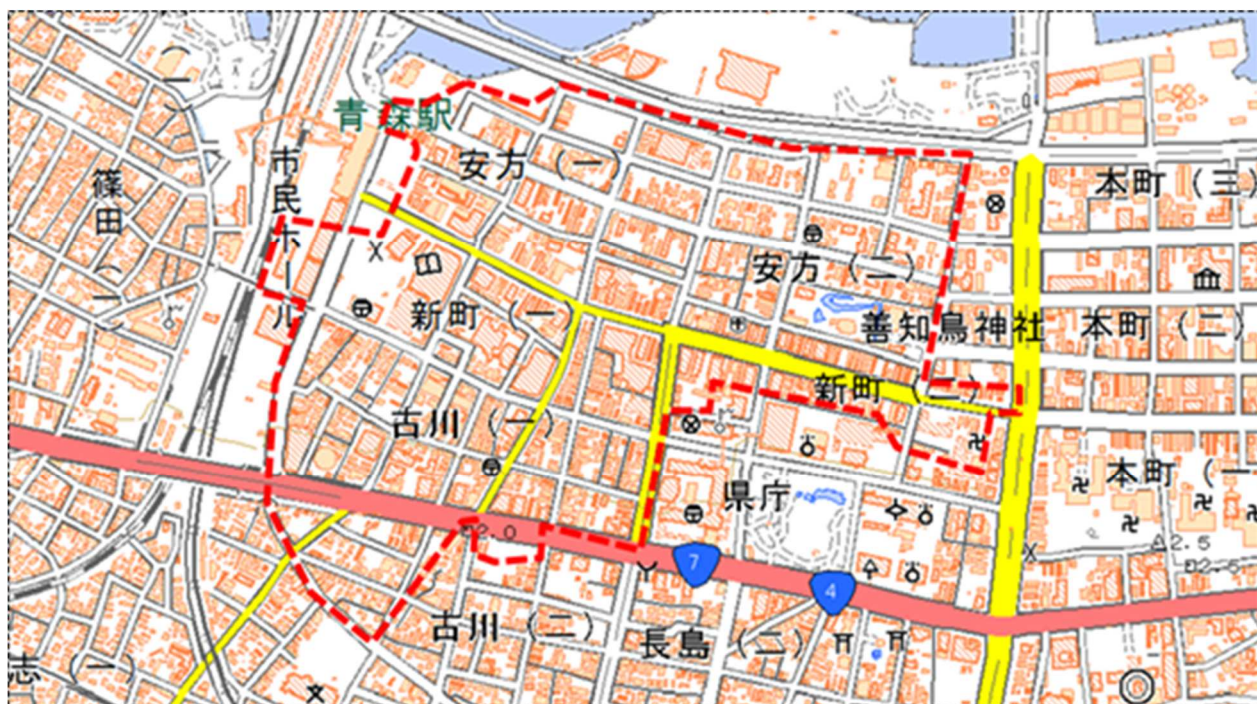 青森駅
市民ホール
篠田（一）
安方（一）
本町（三）
安方（二）
新町（一）
善知鳥神社
本町（二）
新町（二）
古川（一）
県庁
本町（一
2.0
2.5
7
4
古川（二）
長島（二）
志（一）